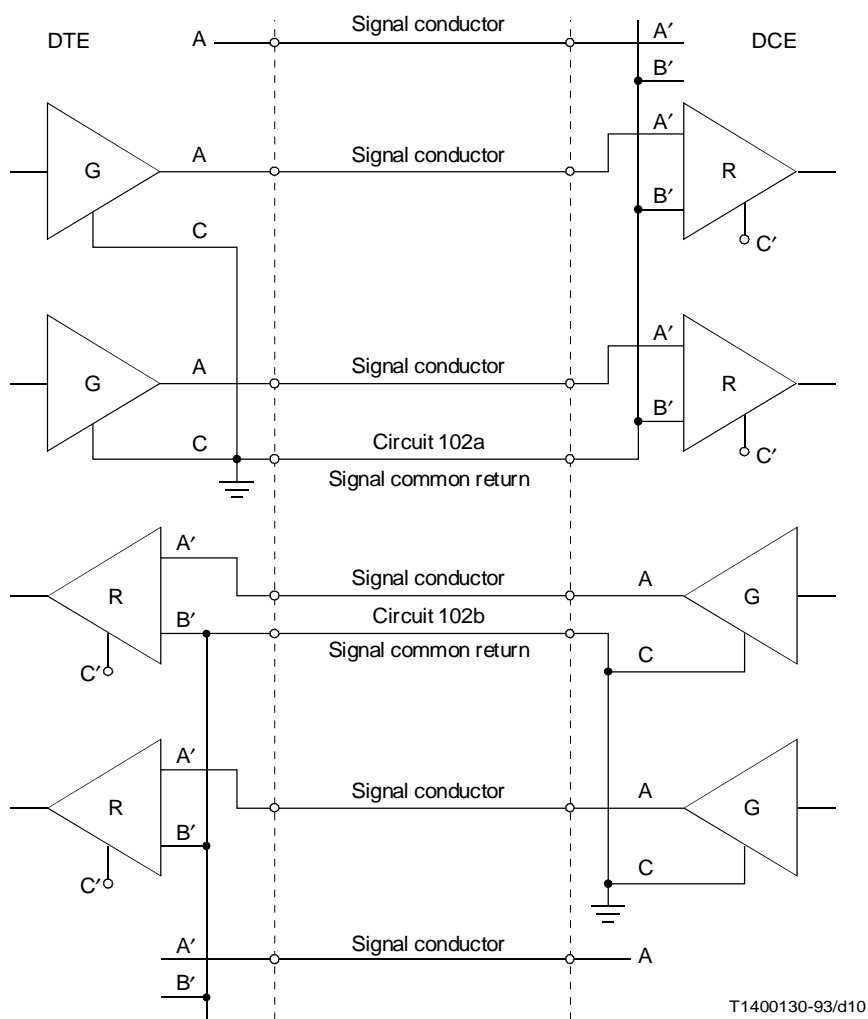 Signal conductor
DTE
A
A′
DCE
B′
A′
A
Signal conductor
G
R
B′
C
C′
A′
A
Signal conductor
G
R
B′
C
Circuit 102a
C′
Signal common return
A′
Signal conductor
A
R
G
B′
Circuit 102b
C′
Signal common return
C
A′
Signal conductor
A
R
G
B′
C′
C
A′
Signal conductor
A
B′
T1400130-93/d10